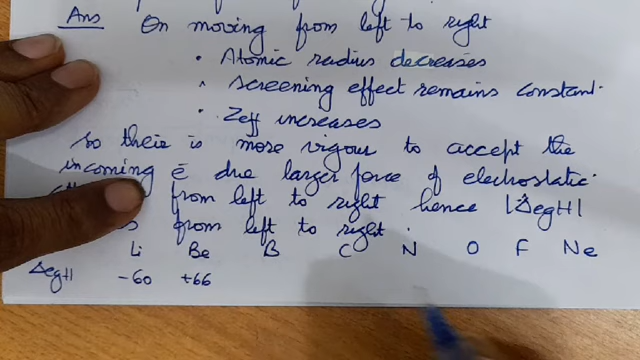 Ans On moving from left to right
• Atomic radius decreases
• Screening effect remains constant.
• Zeff increases
So their is more vigour to accept the
incoming ē due larger force of electrostatic
from left to right hence |ΔegH|
from left to right.
Li Be B C N O F Ne
ΔegH -60 +66